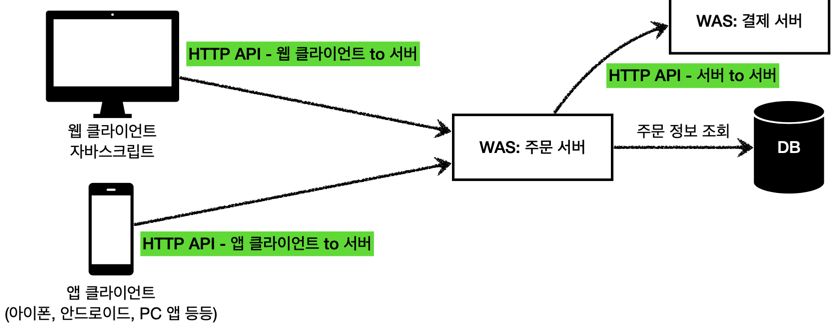 WAS: 결제 서버
HTTP API - 웹 클라이언트 to 서버
HTTP API - 서버 to 서버
웹 클라이언트
자바스크립트
WAS: 주문 서버
주문 정보 조회
DB
HTTP API - 앱 클라이언트 to 서버
앱 클라이언트
(아이폰, 안드로이드, PC 앱 등등)